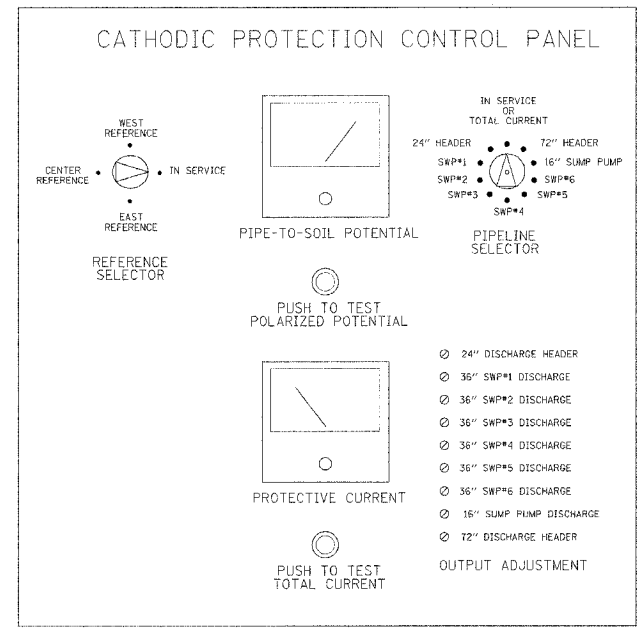 CATHODIC PROTECTION CONTROL PANEL
WEST
REFERENCE
CENTER
REFERENCE
IN SERVICE
EAST
REFERENCE
REFERENCE
SELECTOR
PIPE-TO-SOIL POTENTIAL
IN SERVICE
OR
TOTAL CURRENT
24" HEADER
72" HEADER
SWP#1
16" SUMP PUMP
SWP#2
SWP#6
SWP#3
SWP#5
SWP#4
PIPELINE
SELECTOR
PUSH TO TEST
POLARIZED POTENTIAL
PROTECTIVE CURRENT
PUSH TO TEST
TOTAL CURRENT
24" DISCHARGE HEADER
36" SWP#1 DISCHARGE
36" SWP#2 DISCHARGE
36" SWP#3 DISCHARGE
36" SWP#4 DISCHARGE
36" SWP#5 DISCHARGE
36" SWP#6 DISCHARGE
16" SUMP PUMP DISCHARGE
72" DISCHARGE HEADER
OUTPUT ADJUSTMENT